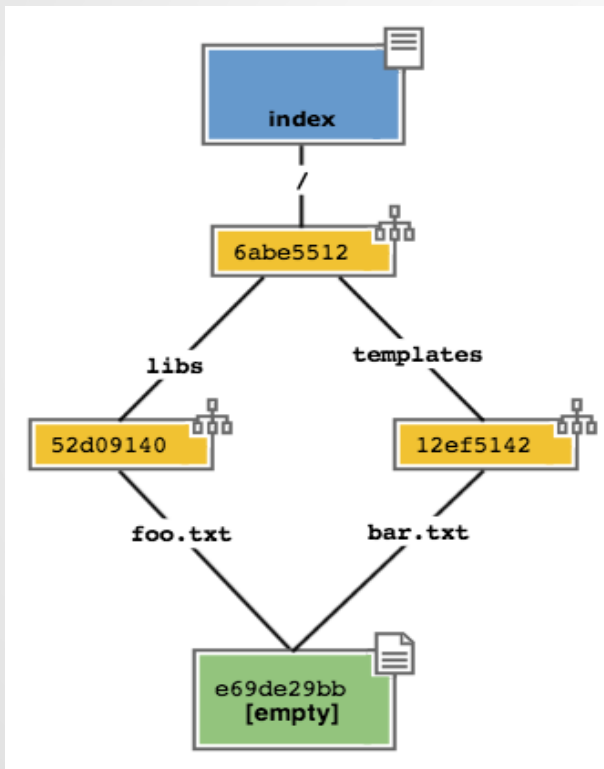 index
/
6abe5512
libs
templates
52d09140
12ef5142
foo.txt
bar.txt
e69de29bb
[empty]